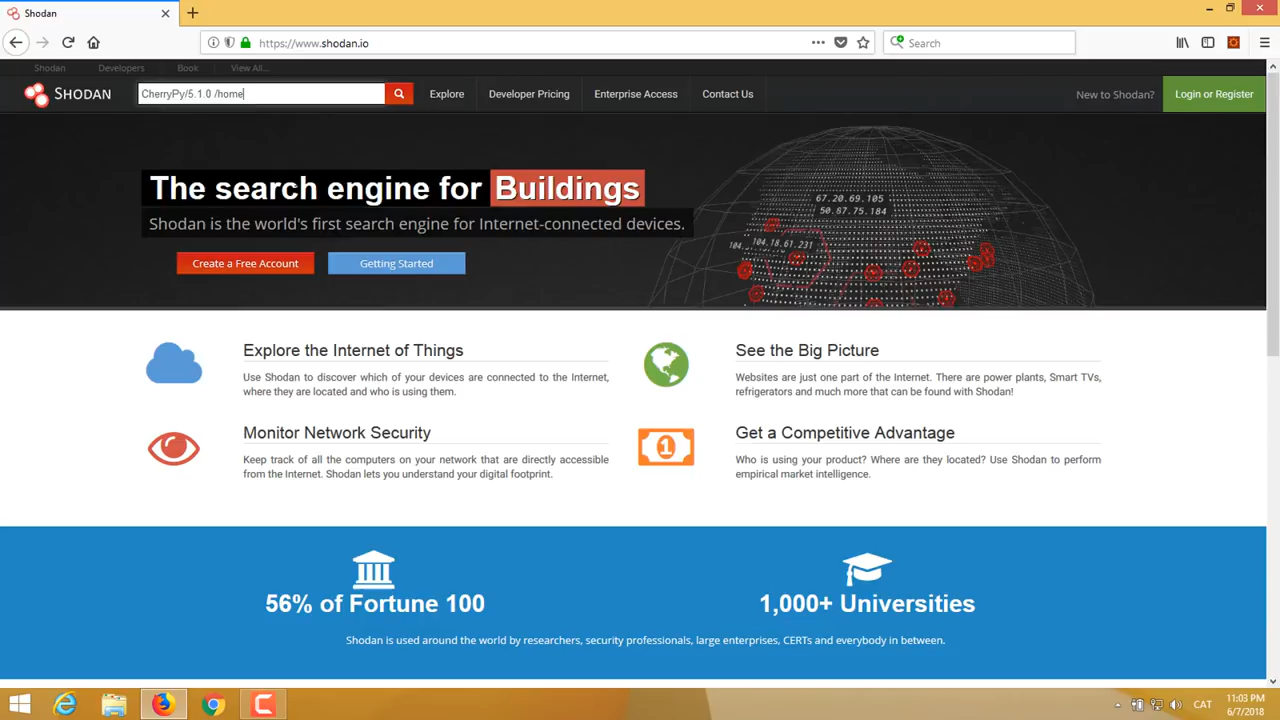 Shodan
https://www.shodan.io
Search
Shodan Developers Book View All...
SHODAN
CherryPy/5.1.0 /home
Explore Developer Pricing Enterprise Access Contact Us
New to Shodan? Login or Register
The search engine for Buildings
Shodan is the world's first search engine for Internet-connected devices.
Create a Free Account Getting Started
67.20.69.105
50.87.75.184
104.
104.18.61.231
Explore the Internet of Things
Use Shodan to discover which of your devices are connected to the Internet,
where they are located and who is using them.
See the Big Picture
Websites are just one part of the Internet. There are power plants, Smart TVs,
refrigerators and much more that can be found with Shodan!
Monitor Network Security
Keep track of all the computers on your network that are directly accessible
from the Internet. Shodan lets you understand your digital footprint.
1
Get a Competitive Advantage
Who is using your product? Where are they located? Use Shodan to perform
empirical market intelligence.
56% of Fortune 100
1,000+ Universities
Shodan is used around the world by researchers, security professionals, large enterprises, CERTs and everybody in between.
CAT
11:03 PM
6/7/2018